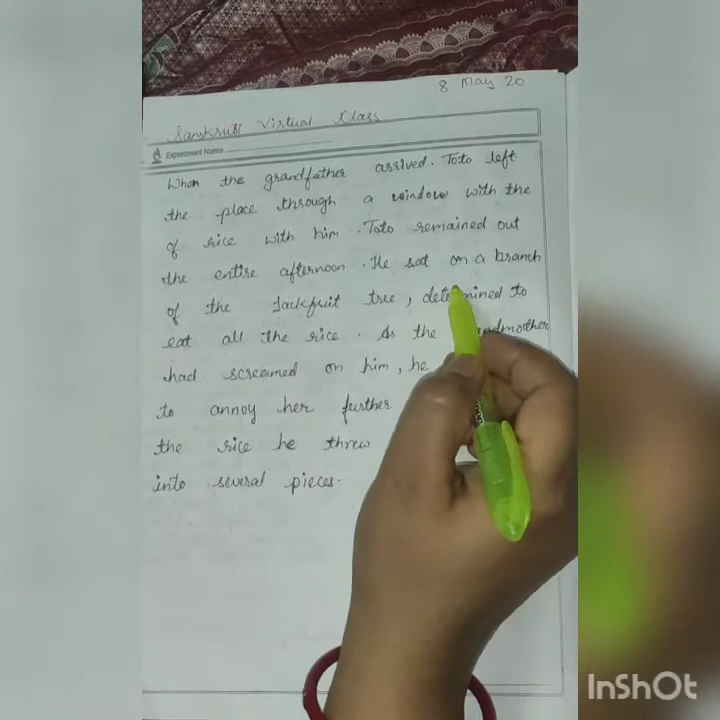 8 May 20
Virtual Class
Experiment Name
When the grandfather arrived. Toto left
the place through a window with the
of rice with him. Toto remained out
the entire afternoon. He sat on a branch
of the Jackfruit tree, determined to
eat all the rice. As the
had screamed on him, he
to annoy her further
the rice he threw
into several pieces.
InShOt